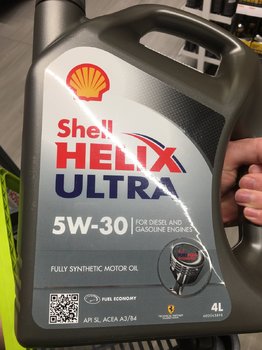 Shell
HELIX
ULTRA
5W-30
FOR DIESEL AND
GASOLINE ENGINES
FULLY SYNTHETIC MOTOR OIL
FUEL ECONOMY
API SL, ACEA A3/B4
4L